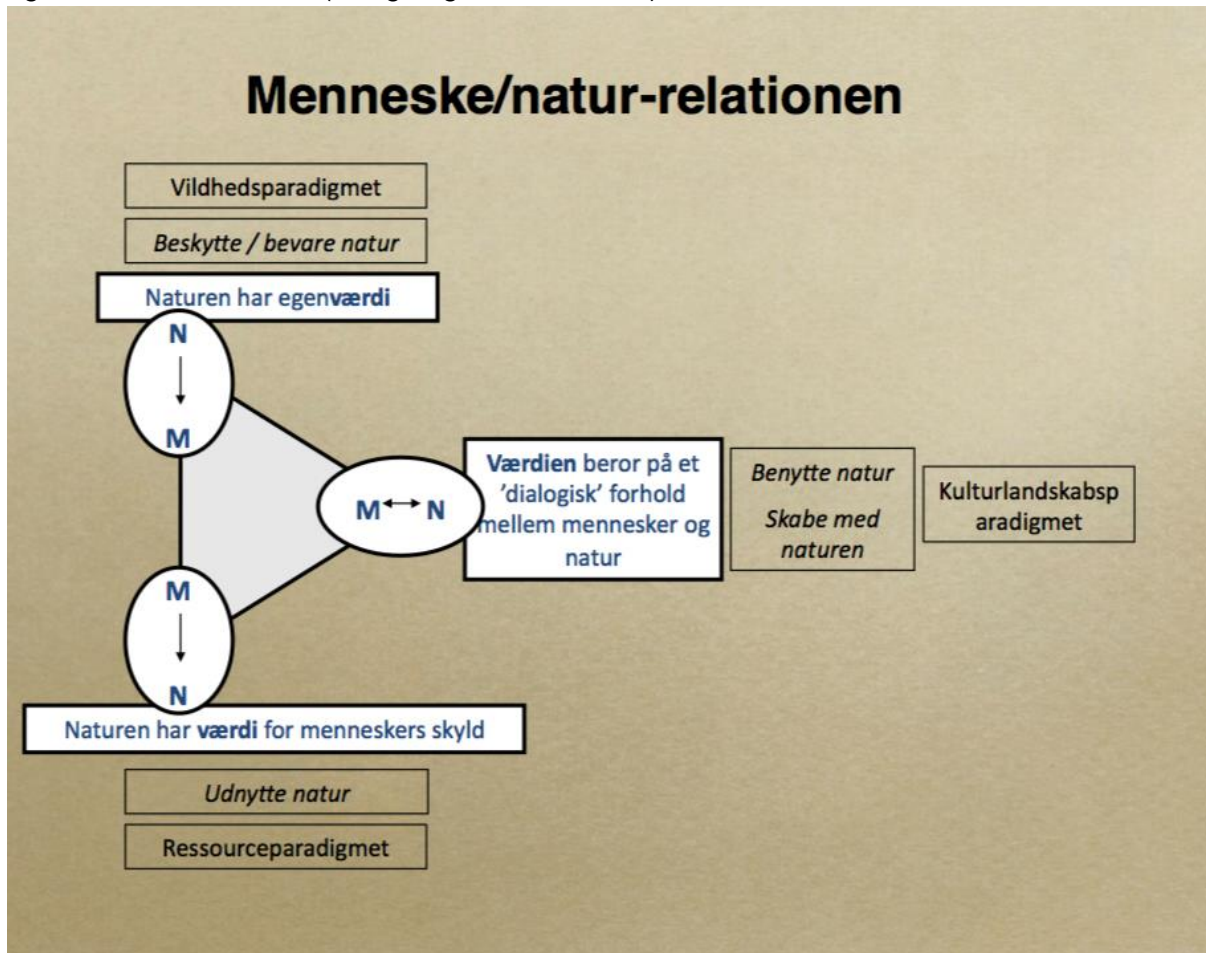 Menneske/natur-relationen
Vildhedsparadigmet
Beskytte / bevare natur
Naturen har egenværdi
N
M
M N
Værdien beror på et
'dialogisk' forhold
mellem mennesker og
natur
Benytte natur
Skabe med
naturen
Kulturlandskabsp
aradigmet
M
N
Naturen har værdi for menneskers skyld
Udnytte natur
Ressourceparadigmet